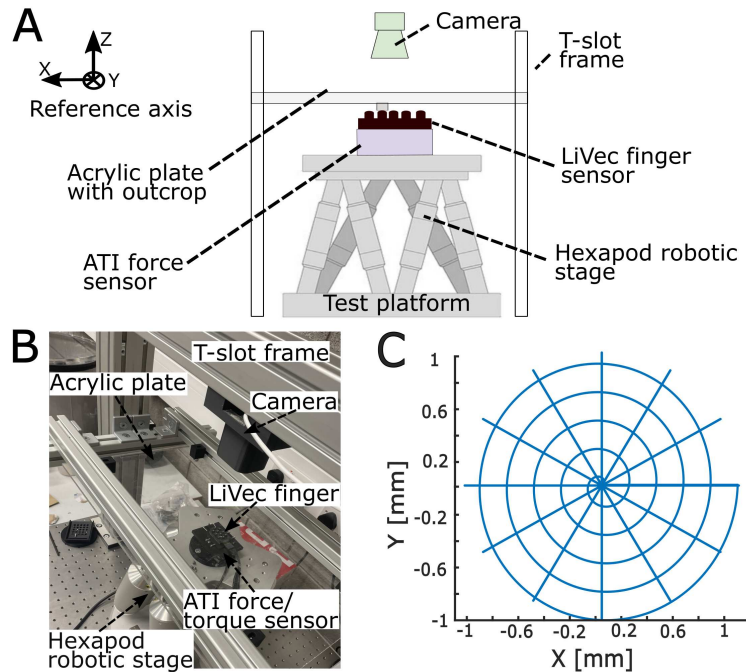 A
Camera
Z
X
Y
Reference axis
T-slot
frame
Acrylic plate
with outcrop
LiVec finger
sensor
ATI force
sensor
Hexapod robotic
stage
Test platform
B
T-slot frame
Acrylic plate
Camera
LiVec finger
ATI force/
torque sensor
Hexapod
robotic stage
C
1
0.6
0.2
-0.2
-0.6
-1
Y [mm]
-1 -0.6 -0.2 0.2 0.6 1
X [mm]